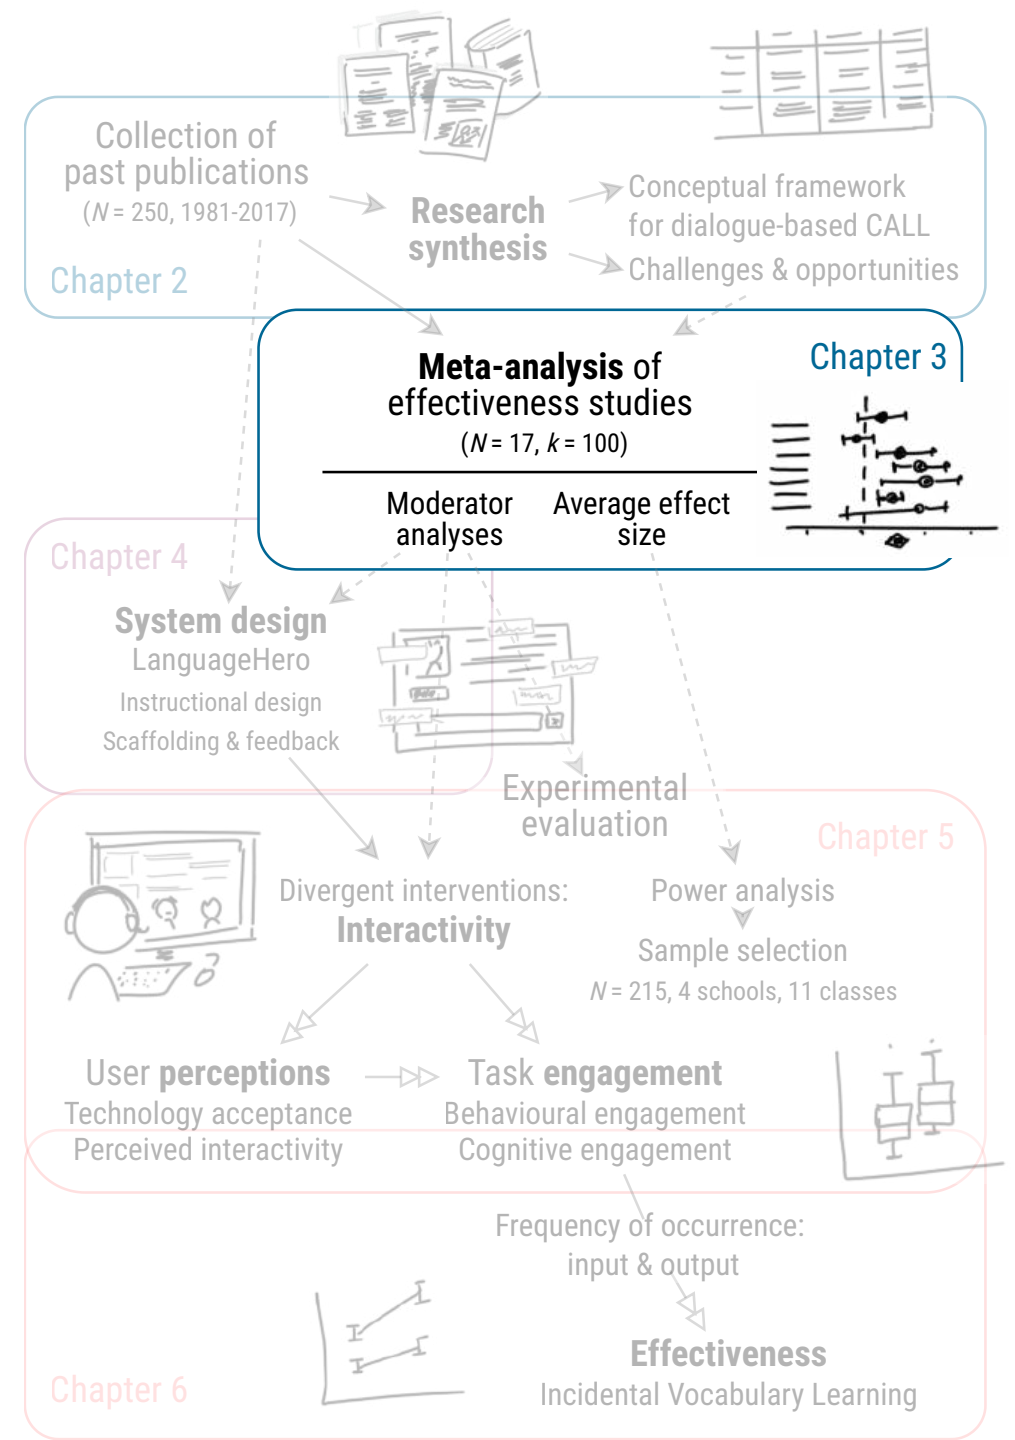 Collection of
past publications
(N = 250, 1981-2017)
Research
synthesis
Conceptual framework
for dialogue-based CALL
Challenges & opportunities
Chapter 2
Chapter 3
Meta-analysis of
effectiveness studies
(N = 17, k = 100)
Moderator
analyses
Average effect
size
Chapter 4
System design
LanguageHero
Instructional design
Scaffolding & feedback
Experimental
evaluation
Chapter 5
Divergent interventions:
Interactivity
Power analysis
Sample selection
N = 215, 4 schools, 11 classes
User perceptions
Technology acceptance
Perceived interactivity
Task engagement
Behavioural engagement
Cognitive engagement
Frequency of occurrence:
input & output
Effectiveness
Incidental Vocabulary Learning
Chapter 6